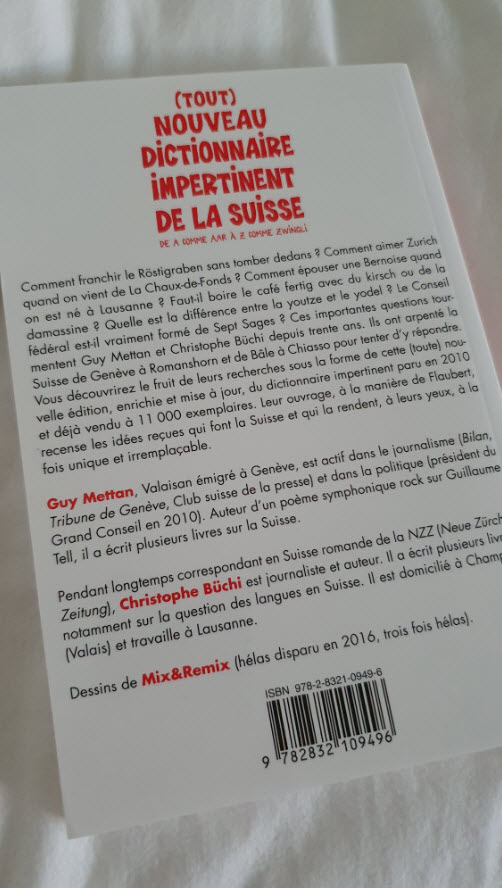 (TOUT)
NOUVEAU
DICTIONNAIRE
IMPERTINENT
DE LA SUISSE
DE A COMME AAR À Z COMME ZWINGLI
Comment franchir le Röstigraben sans tomber dedans ? Comment aimer Zurich
quand on vient de La Chaux-de-Fonds ? Comment épouser une Bernoise quand
on est né à Lausanne ? Faut-il boire le café fertig avec du kirsch ou de la
damassine ? Quelle est la différence entre la youtze et le yodel ? Le Conseil
fédéral est-il vraiment formé de Sept Sages ? Ces importantes questions tour-
mentent Guy Mettan et Christophe Büchi depuis trente ans. Ils ont arpenté la
Suisse de Genève à Romanshorn et de Bâle à Chiasso pour tenter d'y répondre.
Vous découvrirez le fruit de leurs recherches sous la forme de cette (toute) nou-
velle édition, enrichie et mise à jour, du dictionnaire impertinent paru en 2010
et déjà vendu à 11 000 exemplaires. Leur ouvrage, à la manière de Flaubert,
recense les idées reçues qui font la Suisse et qui la rendent, à leurs yeux, à la
fois unique et irremplaçable.
Guy Mettan, Valaisan émigré à Genève, est actif dans le journalisme (Bilan,
Tribune de Genève, Club suisse de la presse) et dans la politique (président du
Grand Conseil en 2010). Auteur d'un poème symphonique rock sur Guillaume
Tell, il a écrit plusieurs livres sur la Suisse.
Pendant longtemps correspondant en Suisse romande de la NZZ (Neue Zürch
Zeitung), Christophe Büchi est journaliste et auteur. Il a écrit plusieurs livr
notamment sur la question des langues en Suisse. Il est domicilié à Champ
(Valais) et travaille à Lausanne.
Dessins de Mix&Remix (hélas disparu en 2016, trois fois hélas).
ISBN 978-2-8321-0949-6
9 782832 109496